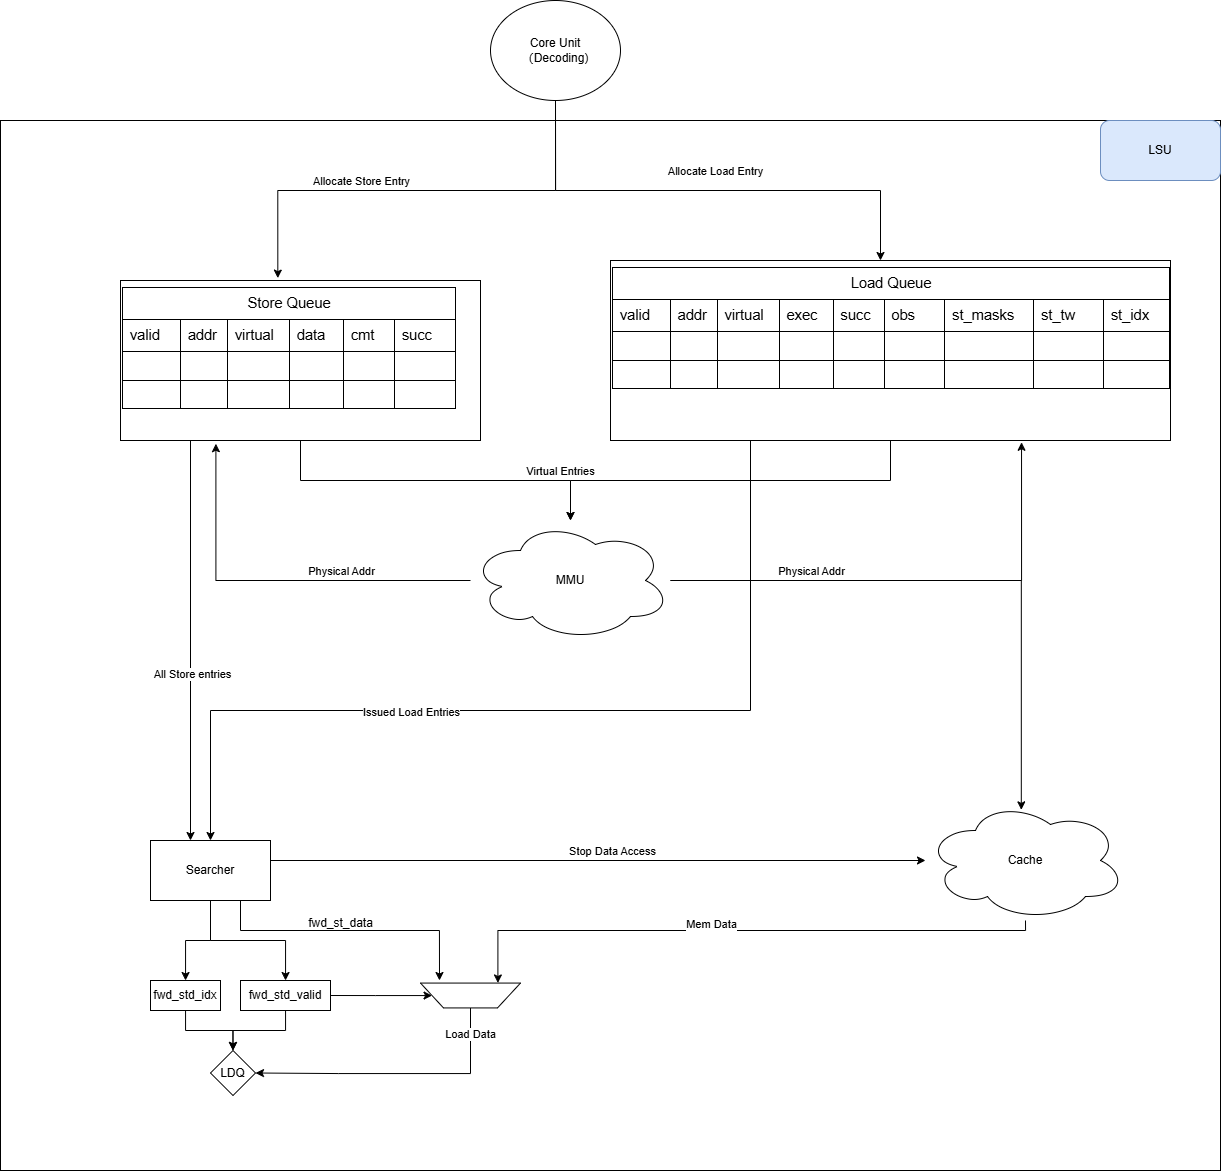 Core Unit
(Decoding)
LSU
Allocate Store Entry
Allocate Load Entry
Store Queue
valid addr virtual data cmt succ
Load Queue
valid addr virtual exec succ obs st_masks st_tw st_idx
Virtual Entries
MMU
Physical Addr
Physical Addr
All Store entries
Issued Load Entries
Searcher
Stop Data Access
Cache
fwd_st_data
Mem Data
fwd_std_idx
fwd_std_valid
Load Data
LDQ